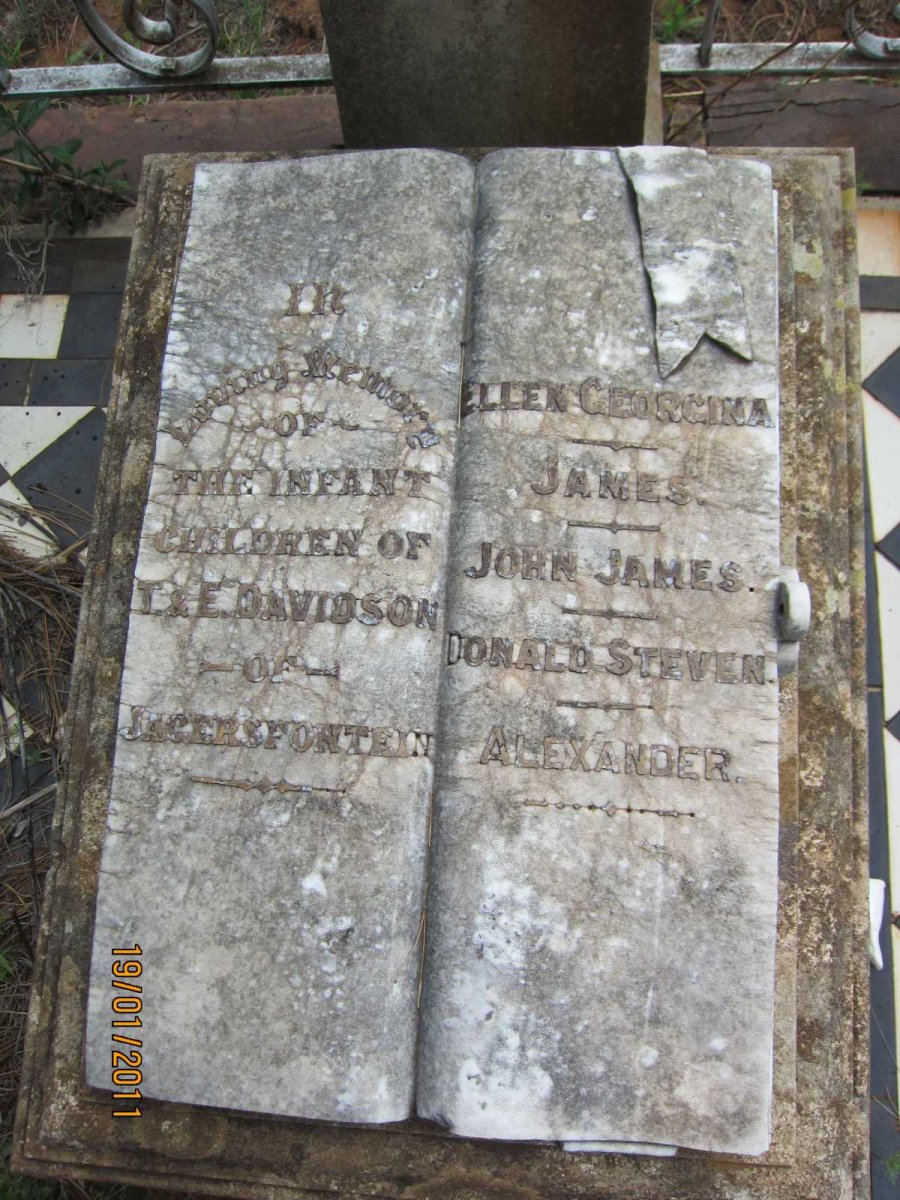 IN
Loving Memory
OF
THE INFANT
CHILDREN OF
T. & E. DAVIDSON
OF
JAGERSFONTEIN
ELLEN GEORGINA
JAMES.
JOHN JAMES.
DONALD STEVEN.
ALEXANDER.
19/01/2011